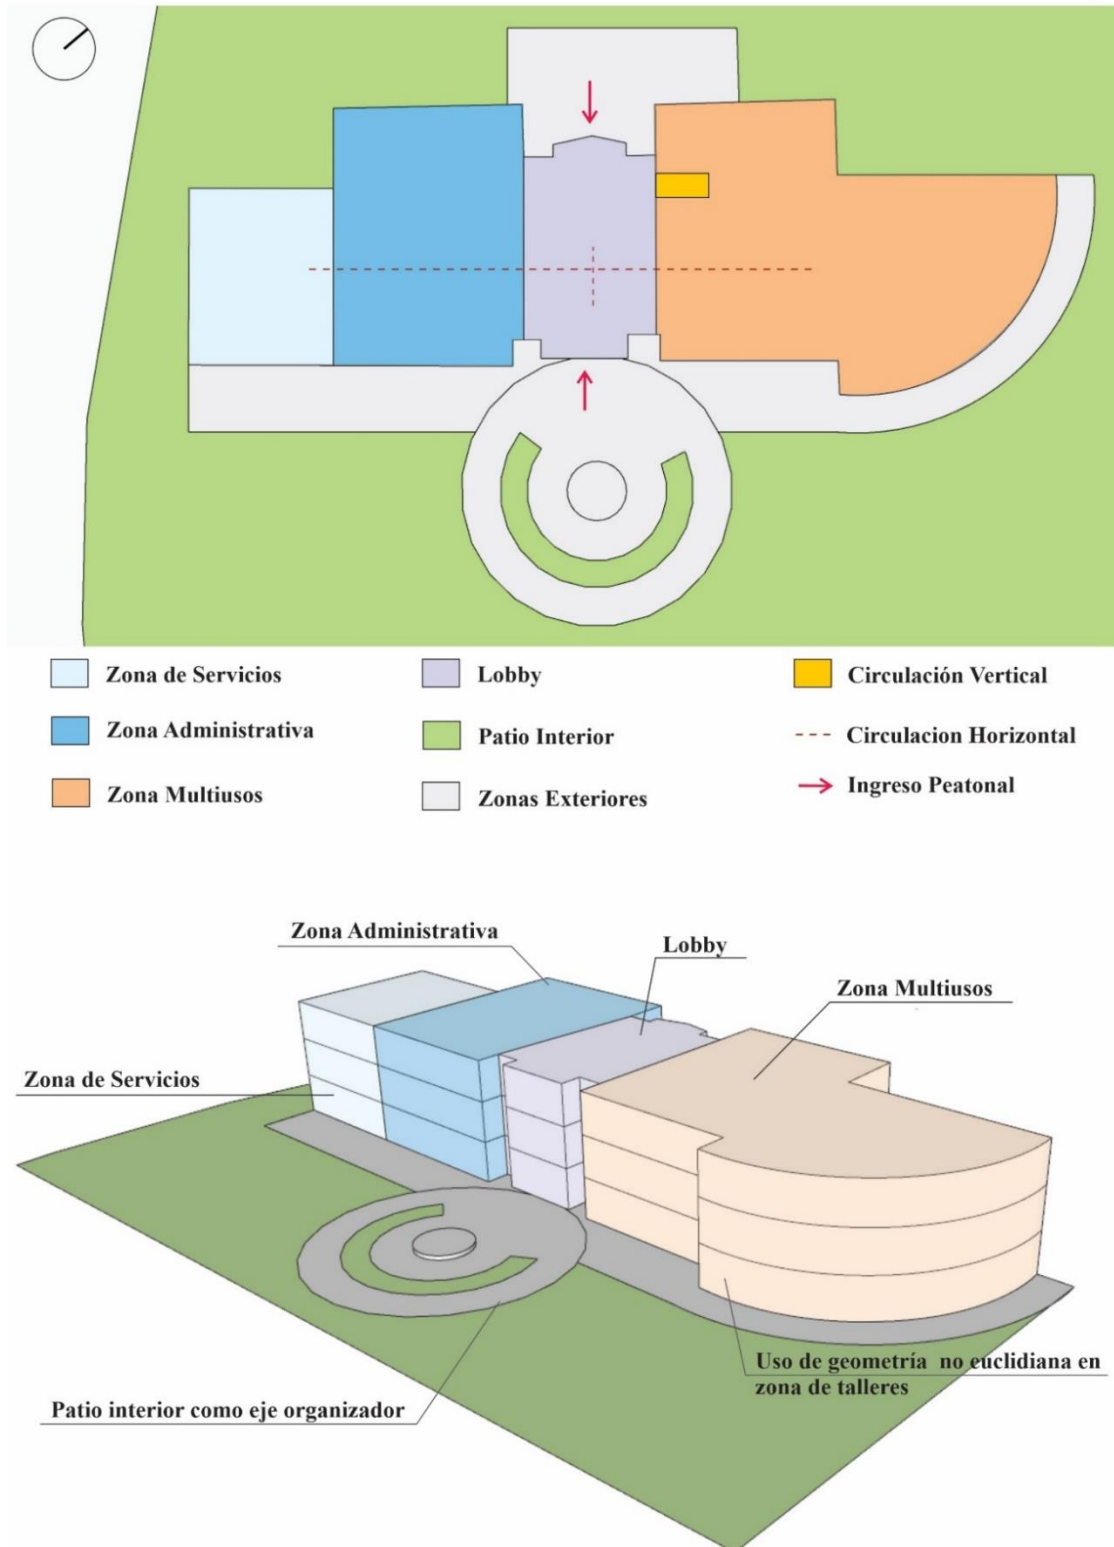 Zona de Servicios
Lobby
Circulación Vertical
Zona Administrativa
Patio Interior
Circulacion Horizontal
Zona Multiusos
Zonas Exteriores
Ingreso Peatonal
Zona Administrativa
Lobby
Zona Multiusos
Zona de Servicios
Uso de geometría no euclidiana en
zona de talleres
Patio interior como eje organizador